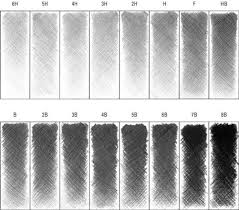 6H 5H 4H 3H 2H H F HB
B 2B 3B 4B 5B 6B 7B 8B